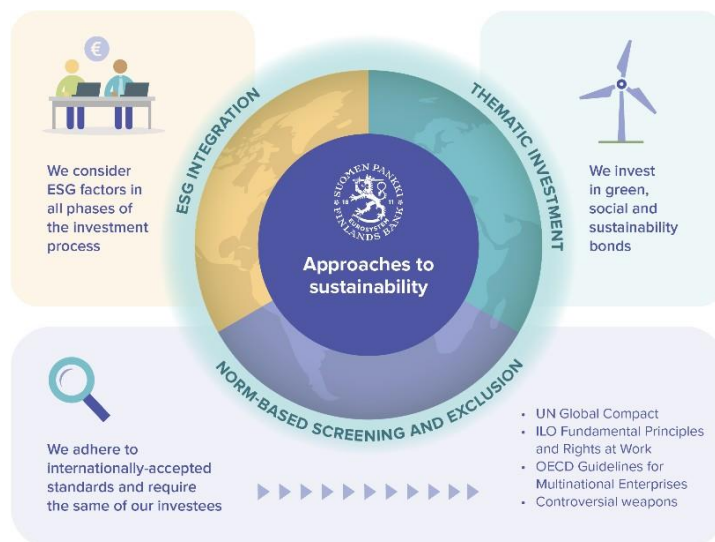 €
We consider
ESG factors in
all phases of
the investment
process
ESG INTEGRATION
THEMATIC INVESTMENT
We invest
in green,
social and
sustainability
bonds
SUOMEN PANKKI
18 11
EUROSYSTEM
FINLANDS BANK
Approaches to
sustainability
NORM-BASED SCREENING AND EXCLUSION
We adhere to
internationally-accepted
standards and require
the same of our investees
• UN Global Compact
• ILO Fundamental Principles
and Rights at Work
• OECD Guidelines for
Multinational Enterprises
• Controversial weapons